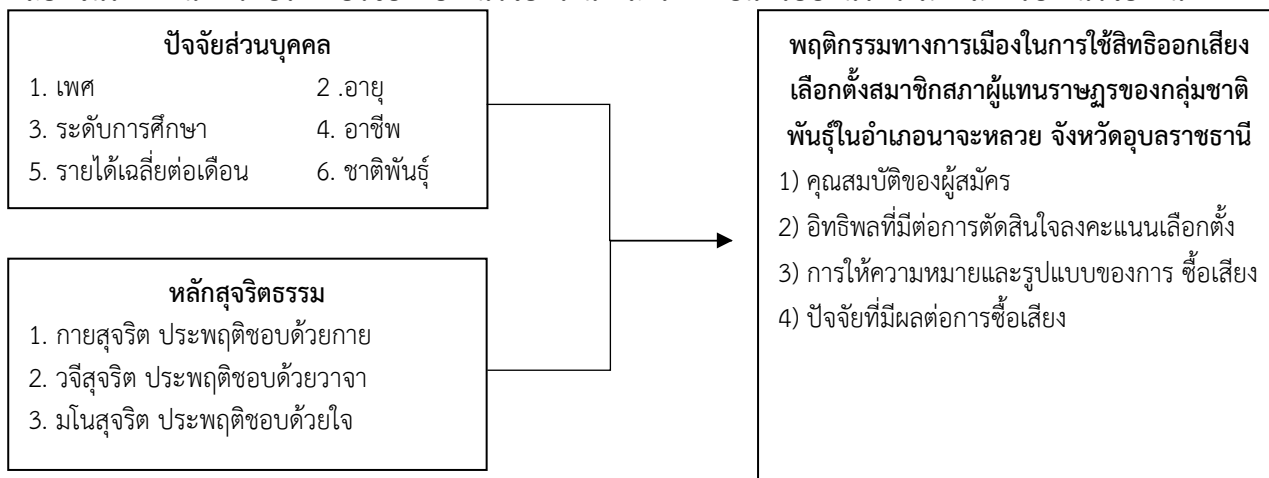 ปัจจัยส่วนบุคคล
1. เพศ 2 .อายุ
3. ระดับการศึกษา 4. อาชีพ
5. รายได้เฉลี่ยต่อเดือน 6. ชาติพันธุ์
หลักสุจริตธรรม
1. กายสุจริต ประพฤติชอบด้วยกาย
2. วจีสุจริต ประพฤติชอบด้วยวาจา
3. มโนสุจริต ประพฤติชอบด้วยใจ
พฤติกรรมทางการเมืองในการใช้สิทธิออกเสียง
เลือกตั้งสมาชิกสภาผู้แทนราษฎรของกลุ่มชาติ
พันธุ์ในอำเภอนาจะหลวย จังหวัดอุบลราชธานี
1) คุณสมบัติของผู้สมัคร
2) อิทธิพลที่มีต่อการตัดสินใจลงคะแนนเลือกตั้ง
3) การให้ความหมายและรูปแบบของการ ซื้อเสียง
4) ปัจจัยที่มีผลต่อการซื้อเสียง